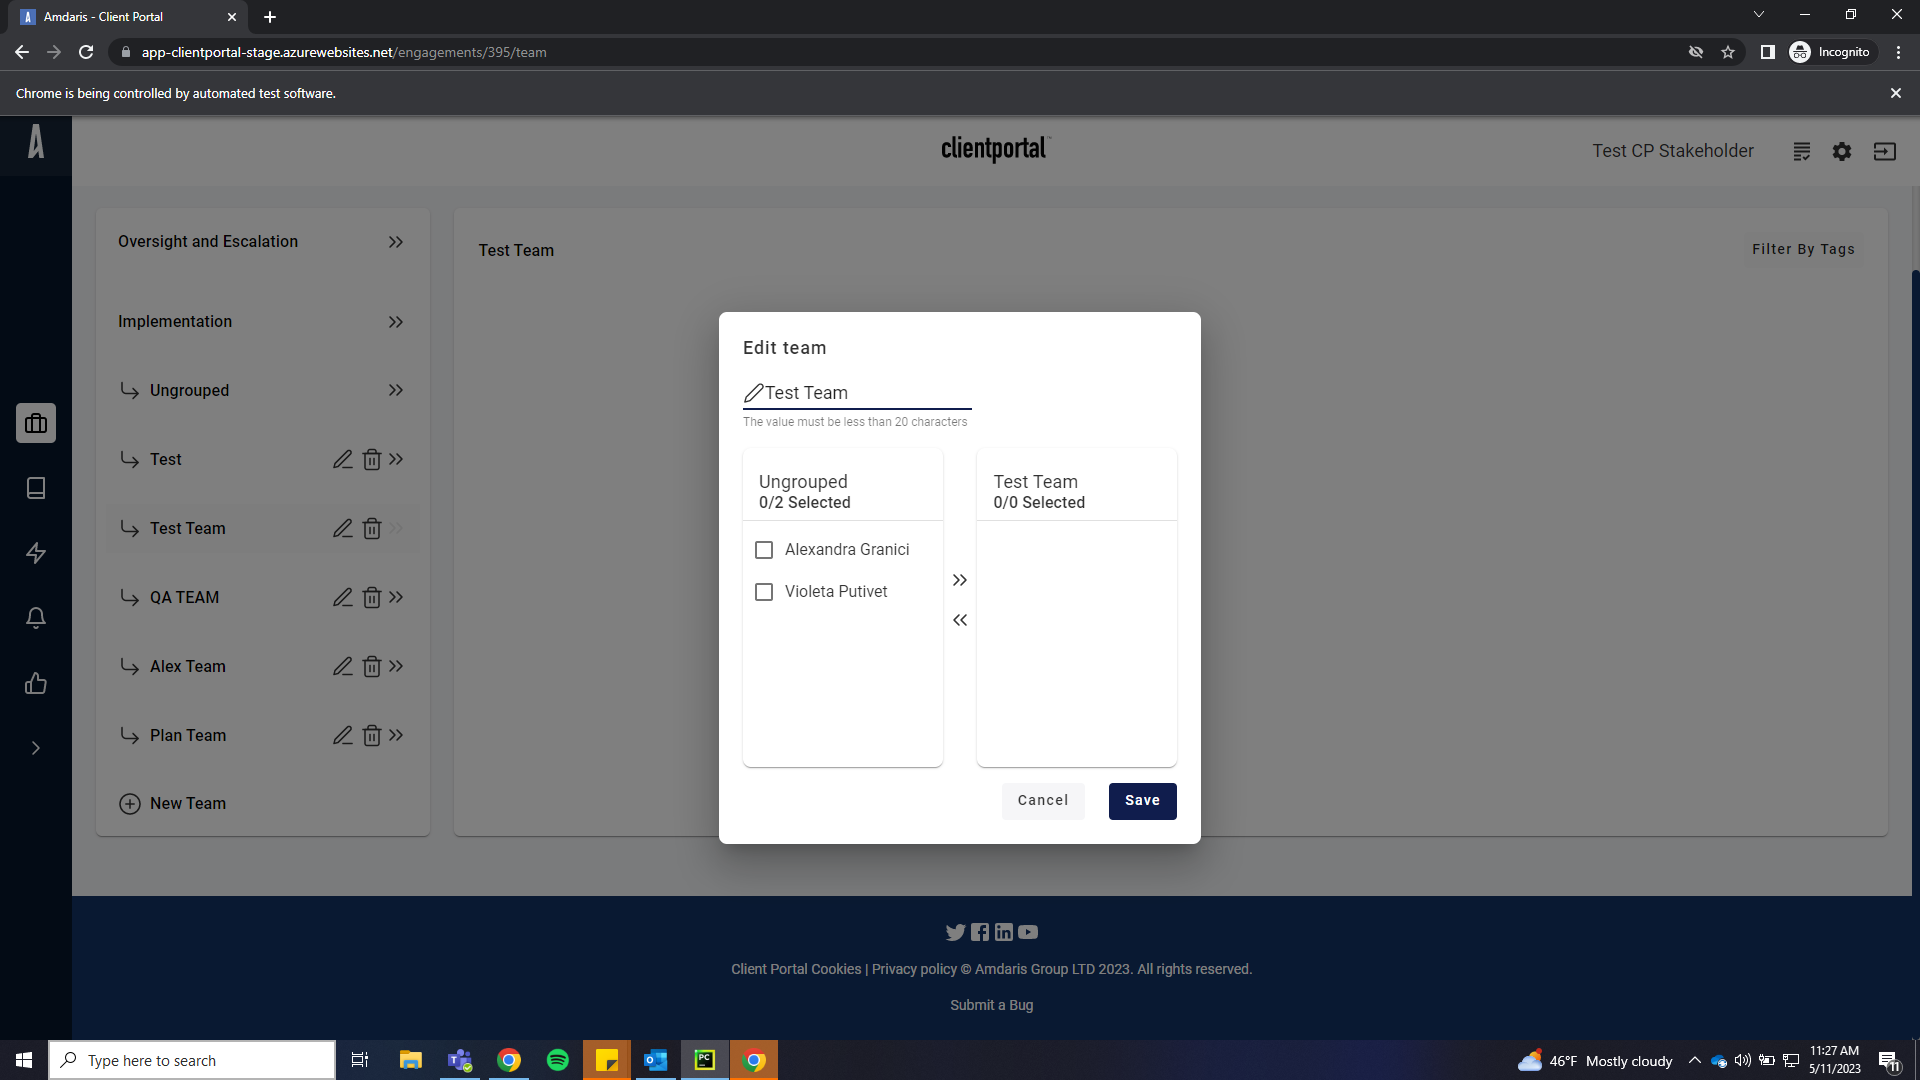 Amdaris - Client Portal
app-clientportal-stage.azurewebsites.net/engagements/395/team
Incognito
Chrome is being controlled by automated test software.
clientportal
Test CP Stakeholder
Oversight and Escalation
Implementation
Ungrouped
Test
Test Team
QA TEAM
Alex Team
Plan Team
New Team
Test Team
Filter By Tags
Edit team
Test Team
The value must be less than 20 characters
Ungrouped
0/2 Selected
Alexandra Granici
Violeta Putivet
Test Team
0/0 Selected
Cancel
Save
Client Portal Cookies | Privacy policy © Amdaris Group LTD 2023. All rights reserved.
Submit a Bug
Type here to search
PC
46°F Mostly cloudy
11:27 AM
5/11/2023
11